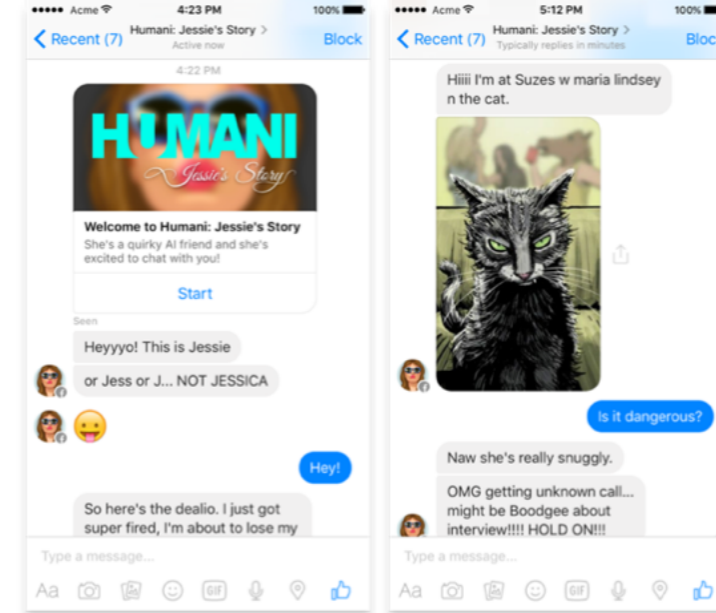 Acme
4:23 PM
100%
Recent (7)
Humani: Jessie's Story
Active now
Block
4:22 PM
HUMANI
Jessie's Story
Welcome to Humani: Jessie's Story
She's a quirky AI friend and she's
excited to chat with you!
Start
Seen
Heyyyo! This is Jessie
or Jess or J... NOT JESSICA
Hey!
So here's the dealio. I just got
super fired, I'm about to lose my
Type a message...
Aa
GIF
Acme
5:12 PM
100%
Recent (7)
Humani: Jessie's Story
Typically replies in minutes
Bloc
Hiiii I'm at Suzes w maria lindsey
n the cat.
Is it dangerous?
Naw she's really snuggly.
OMG getting unknown call...
might be Boodgee about
interview!!!! HOLD ON!!!
Type a message...
Aa
GIF